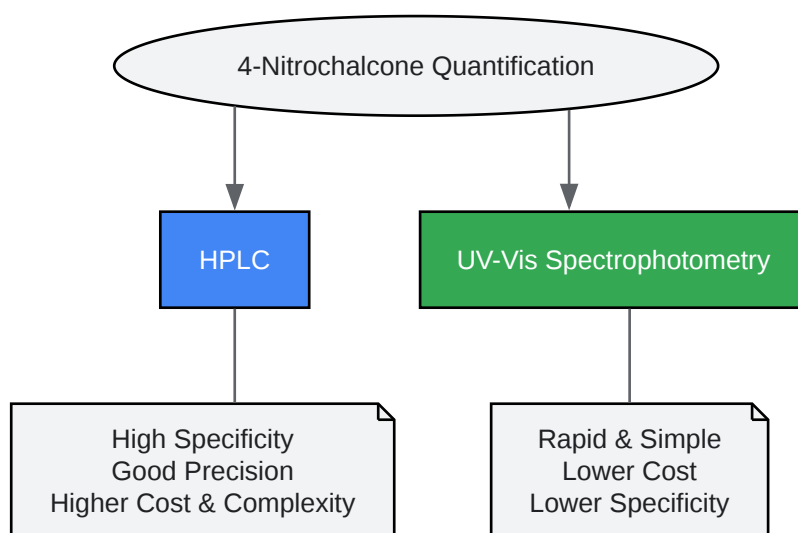 4-Nitrochalcone Quantification
HPLC
UV-Vis Spectrophotometry
High Specificity
Good Precision
Higher Cost & Complexity
Rapid & Simple
Lower Cost
Lower Specificity